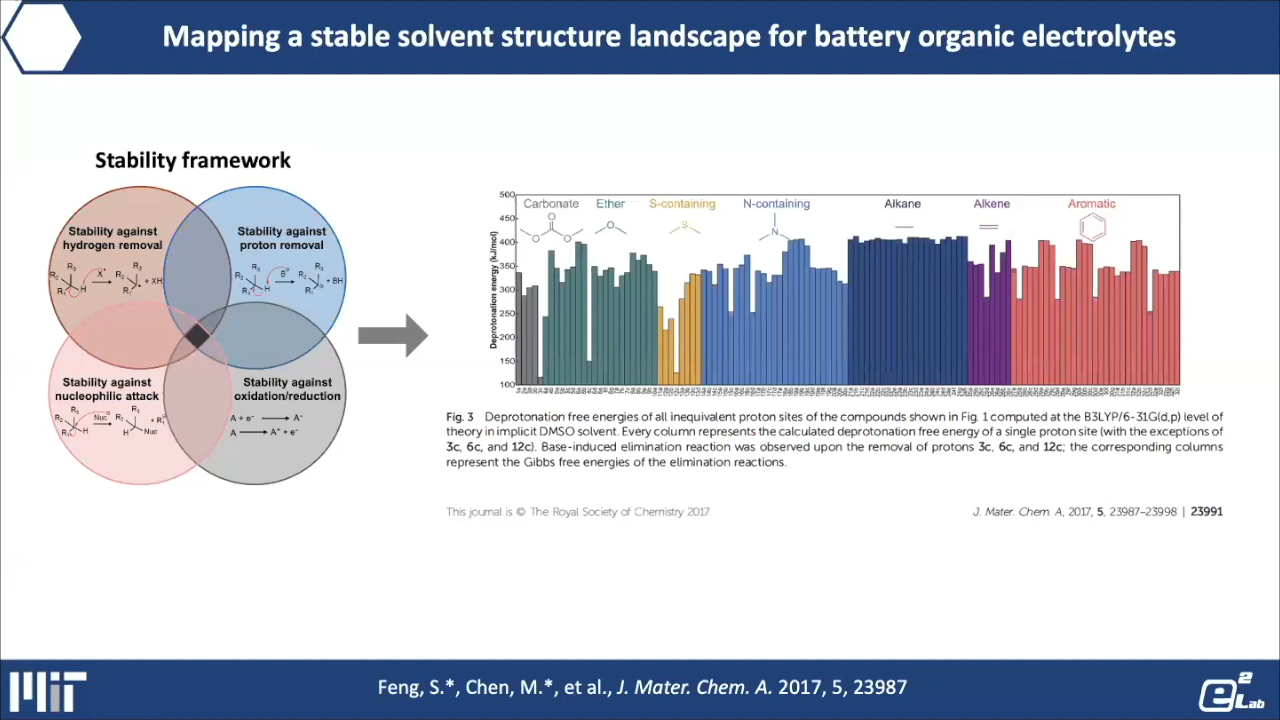 Mapping a stable solvent structure landscape for battery organic electrolytes
Stability framework
Stability against
hydrogen removal
Stability against
proton removal
Stability against
nucleophilic attack
Stability against
oxidation/reduction
A + e⁻ → A⁻
A → A⁺ + e⁻
Deprotonation energy (kJ/mol)
500
450
400
350
300
250
200
150
100
Carbonate
Ether
S-containing
N-containing
Alkane
Alkene
Aromatic
Fig. 3 Deprotonation free energies of all inequivalent proton sites of the compounds shown in Fig. 1 computed at the B3LYP/6-31G(d,p) level of
theory in implicit DMSO solvent. Every column represents the calculated deprotonation free energy of a single proton site (with the exceptions of
3c, 6c, and 12c). Base-induced elimination reaction was observed upon the removal of protons 3c, 6c, and 12c; the corresponding columns
represent the Gibbs free energies of the elimination reactions.
This journal is © The Royal Society of Chemistry 2017
J. Mater. Chem. A, 2017, 5, 23987–23998 | 23991
MIT
Feng, S.*, Chen, M.*, et al., J. Mater. Chem. A. 2017, 5, 23987
e² Lab